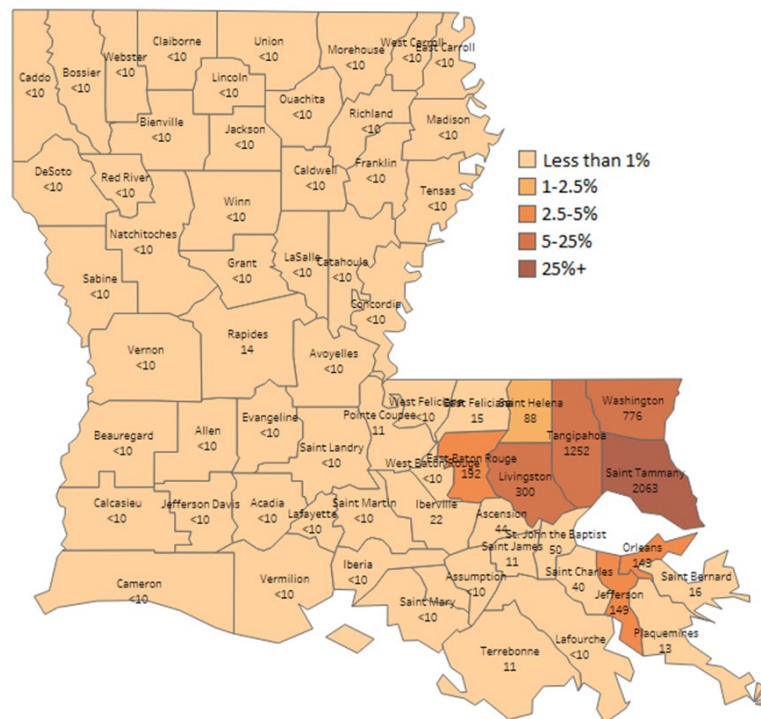 Claiborne
<10
Union
<10
Morehouse
<10
West Carroll
<10
East Carroll
<10
Webster
<10
Bossier
<10
Caddo
<10
Lincoln
<10
Ouachita
<10
Richland
<10
Madison
<10
Bienville
<10
Jackson
<10
Caldwell
<10
Franklin
<10
Tensas
<10
DeSoto
<10
Red River
<10
Winn
<10
Natchitoches
<10
Sabine
<10
Grant
<10
LaSalle
<10
Catahoula
<10
Concordia
<10
Less than 1%
1-2.5%
2.5-5%
5-25%
25%+
Vernon
<10
Rapides
14
Avoyelles
<10
West Feliciana
<10
East Feliciana
15
Saint Helena
88
Tangipahoa
1252
Washington
776
Beauregard
<10
Allen
<10
Evangeline
<10
Saint Landry
<10
Pointe Coupee
11
West Baton Rouge
<10
East Baton Rouge
192
Livingston
300
Saint Tammany
2063
Calcasieu
<10
Jefferson Davis
<10
Acadia
<10
Lafayette
<10
Saint Martin
<10
Iberville
22
Ascension
44
St. John the Baptist
50
Orleans
143
Cameron
<10
Vermilion
<10
Iberia
<10
Saint Mary
<10
Assumption
<10
Saint James
11
Saint Charles
40
Jefferson
149
Saint Bernard
16
Plaquemines
13
Terrebonne
11
Lafourche
<10